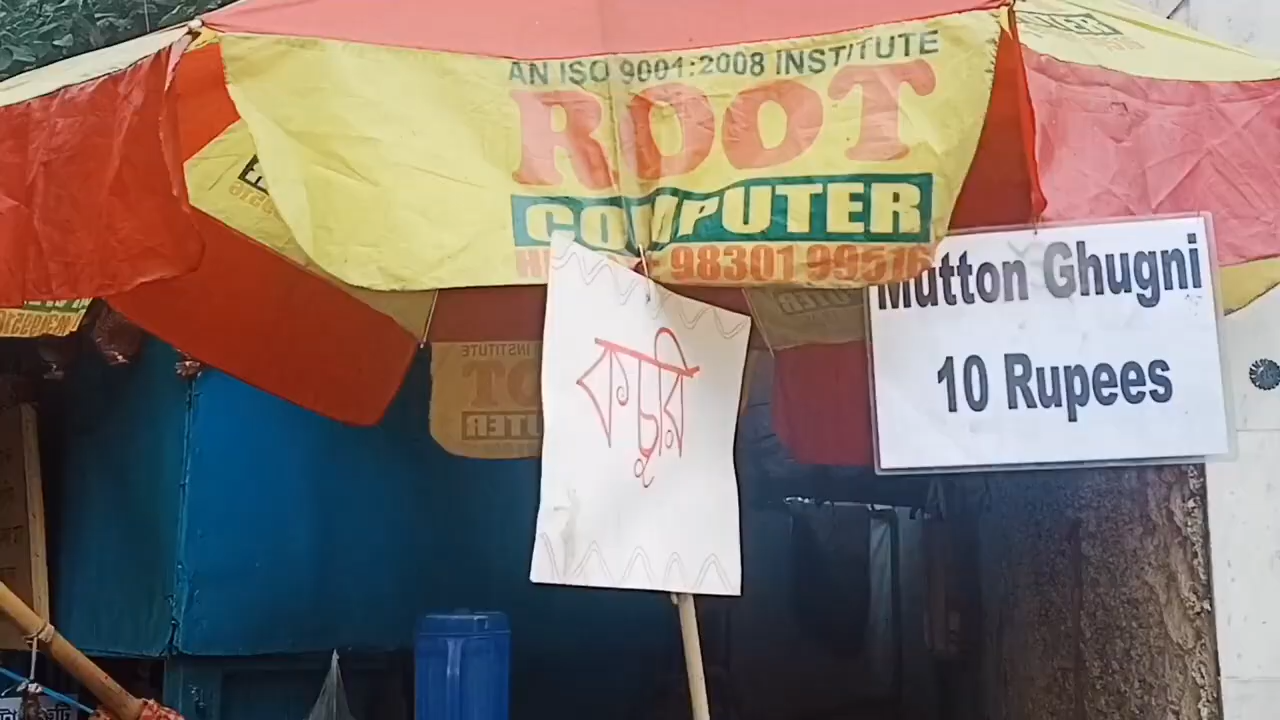 AN ISO 9001:2008 INSTITUTE
ROOT
COMPUTER
98301 99516
কচুরি
Mutton Ghugni
10 Rupees